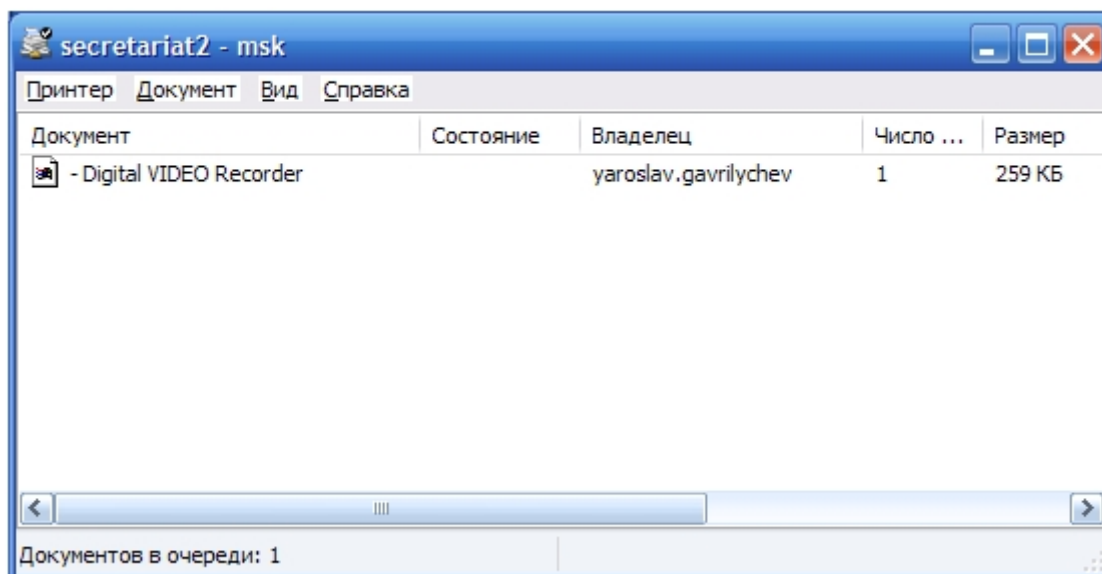 secretariat2 - msk
Принтер Документ Вид Справка
Документ Состояние Владелец Число ... Размер
- Digital VIDEO Recorder yaroslav.gavrilychev 1 259 КБ
Документов в очереди: 1